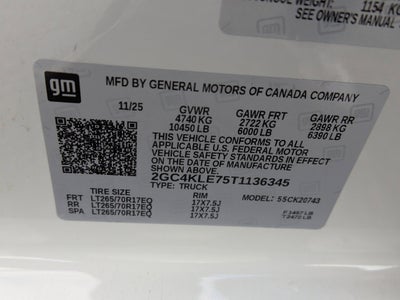 1154 KG
SEE OWNER'S MANUAL
gm
MFD BY GENERAL MOTORS OF CANADA COMPANY
11/25 GVWR GAWR FRT GAWR RR
4740 KG 2722 KG 2898 KG
10450 LB 6000 LB 6390 LB
THIS VEHICLE CONFORMS TO ALL
APPLICABLE U.S. FEDERAL MOTOR
VEHICLE SAFETY STANDARDS IN EFFECT
ON THE DATE OF MANUFACTURE
SHOWN ABOVE.
2GC4KLE75T1136345
TYPE: TRUCK
TIRE SIZE RIM MODEL: 55CK20743
FRT LT265/70R17EQ 17X7.5J
RR LT265/70R17EQ 17X7.5J
SPA LT265/70R17EQ 17X7.5J